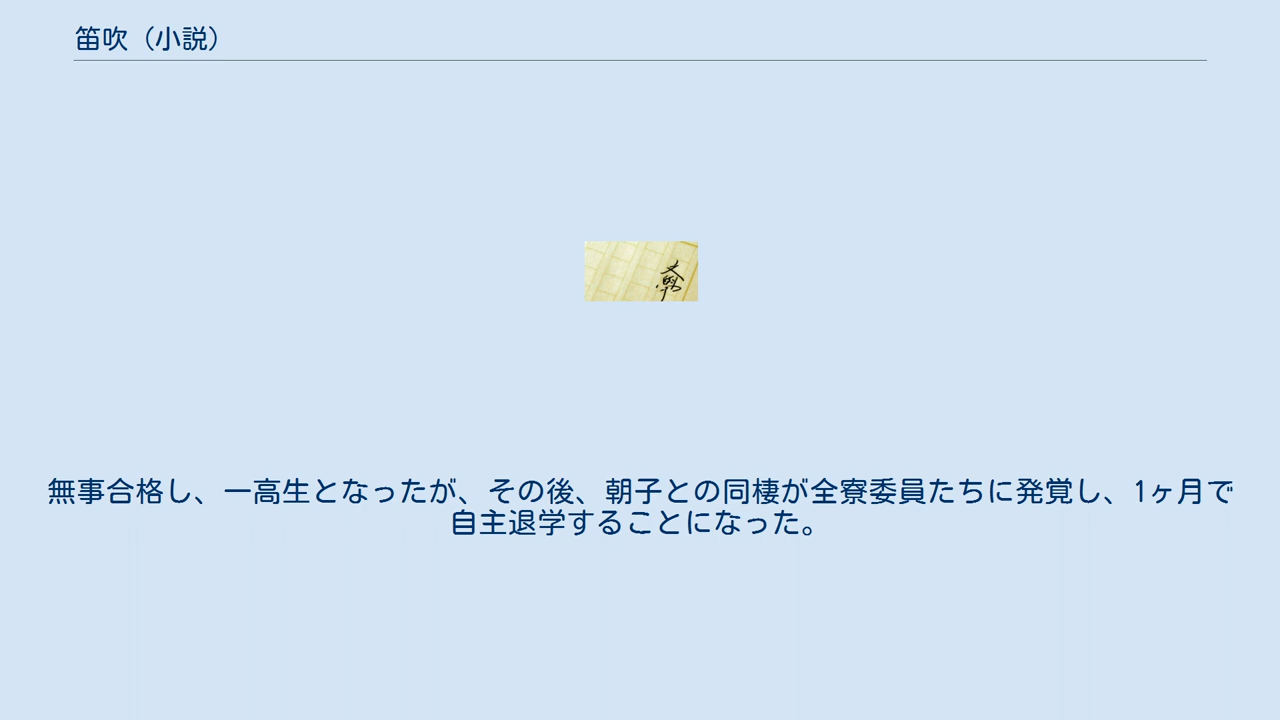 笛吹（小説）
無事合格し、一高生となったが、その後、朝子との同棲が全寮委員たちに発覚し、1ヶ月で
自主退学することになった。